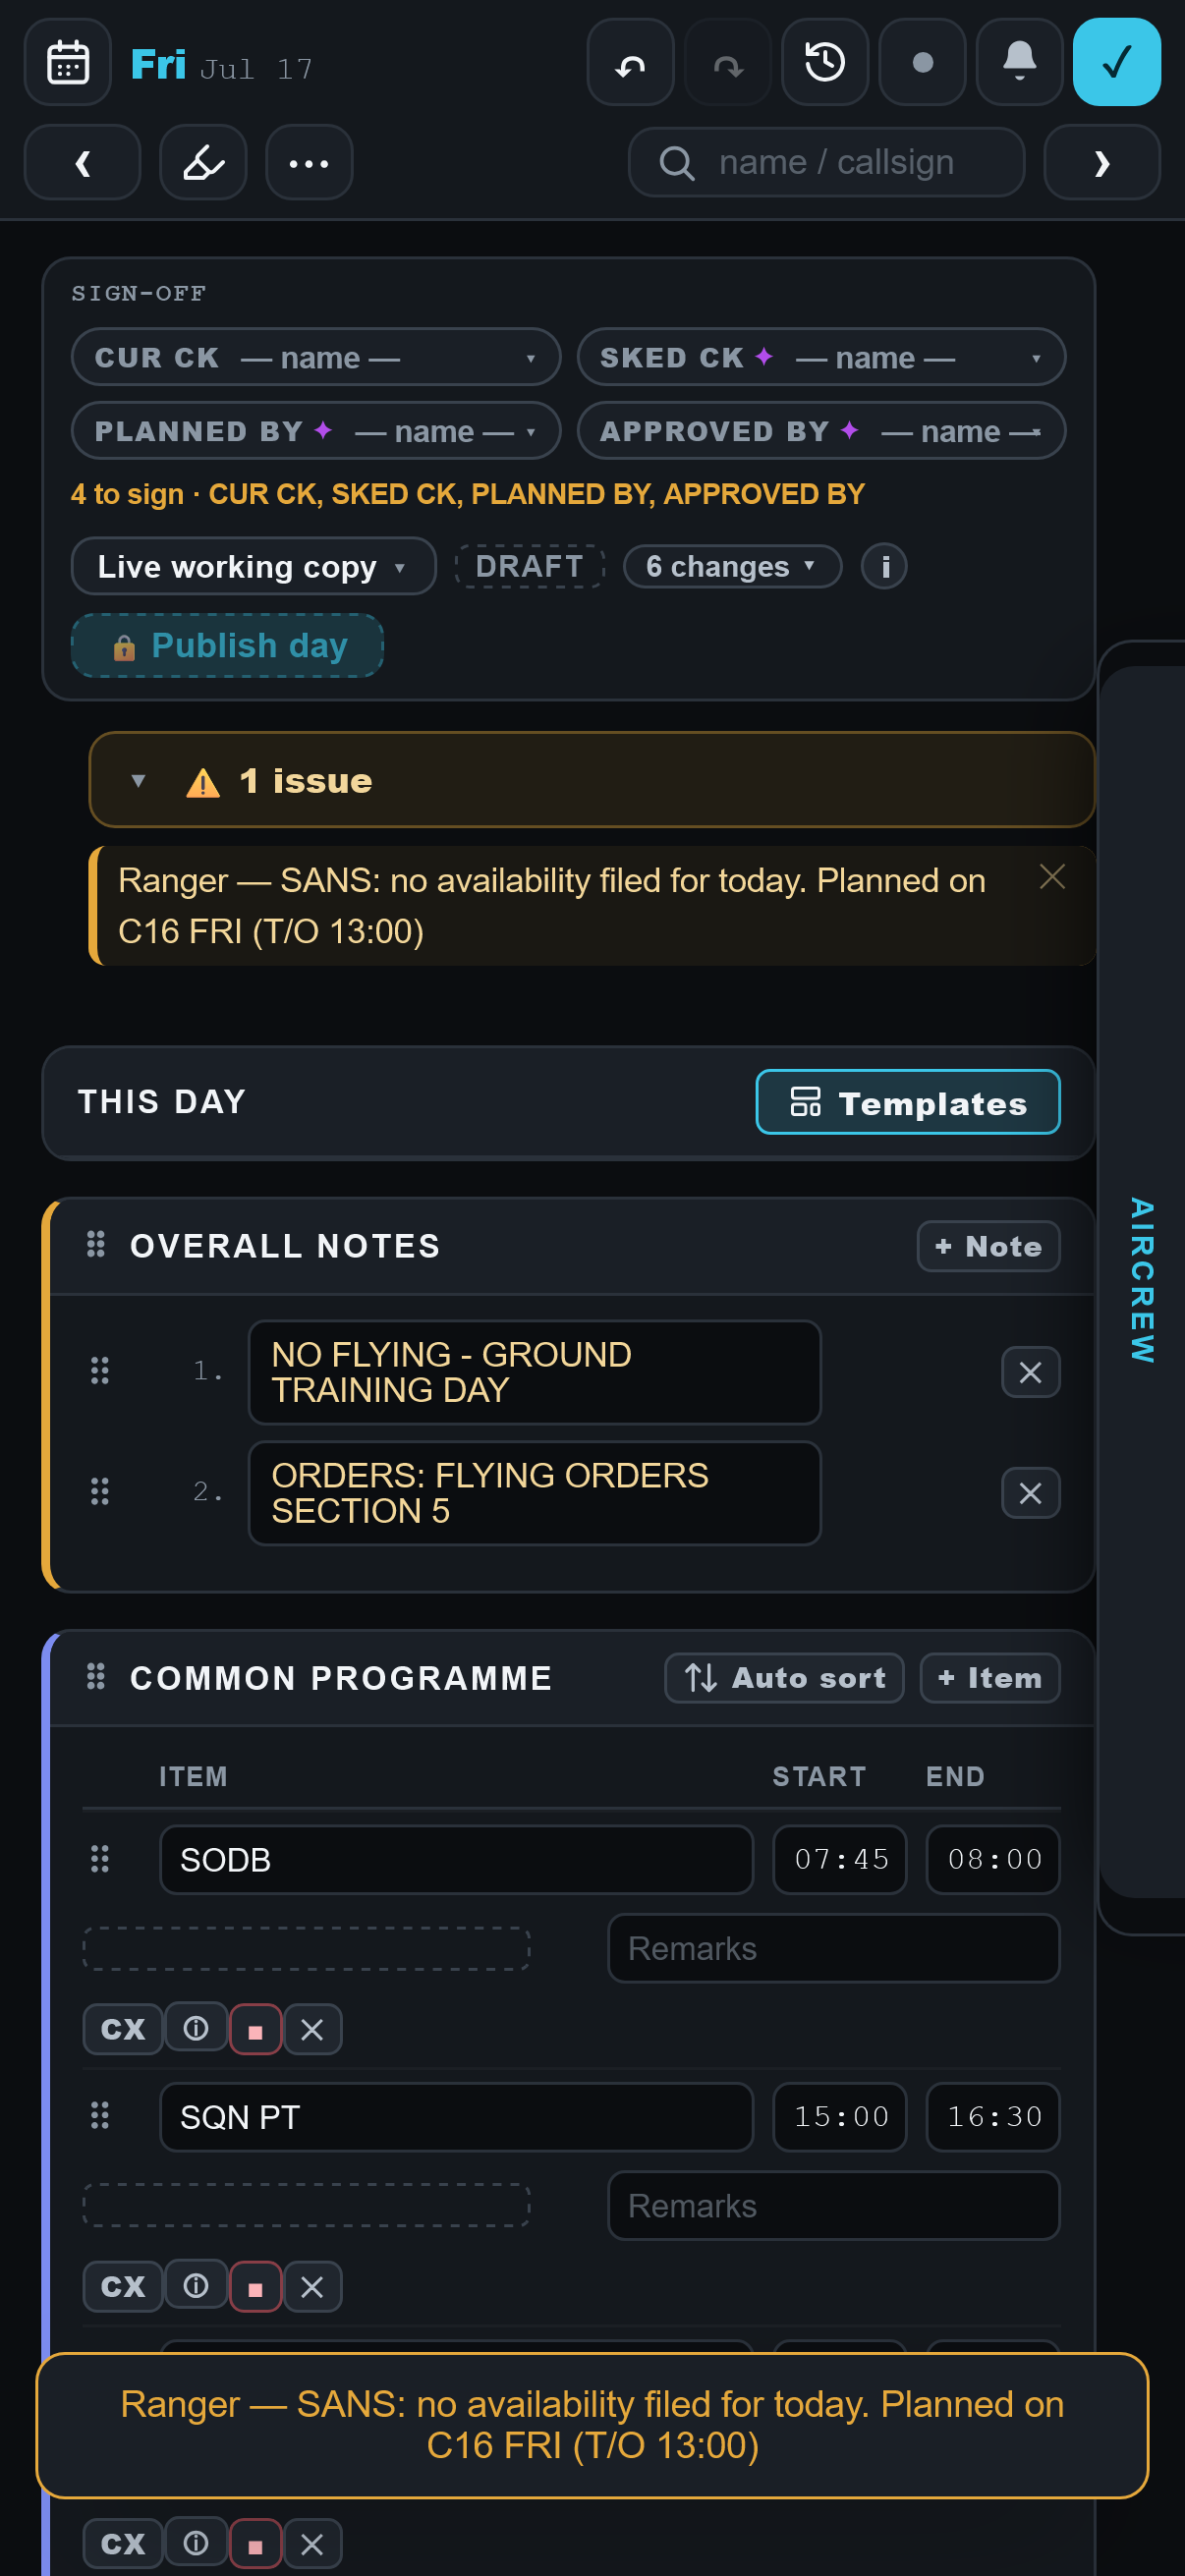 Fri Jul 17
name / callsign
SIGN-OFF
CUR CK — name —
SKED CK — name —
PLANNED BY — name —
APPROVED BY — name —
4 to sign · CUR CK, SKED CK, PLANNED BY, APPROVED BY
Live working copy
DRAFT
6 changes
i
Publish day
1 issue
Ranger — SANS: no availability filed for today. Planned on
C16 FRI (T/O 13:00)
THIS DAY
Templates
AIRCREW
OVERALL NOTES
+ Note
1.
NO FLYING - GROUND
TRAINING DAY
2.
ORDERS: FLYING ORDERS
SECTION 5
COMMON PROGRAMME
Auto sort
+ Item
ITEM START END
SODB 07:45 08:00
Remarks
CX
SQN PT 15:00 16:30
Remarks
CX
Ranger — SANS: no availability filed for today. Planned on
C16 FRI (T/O 13:00)
CX